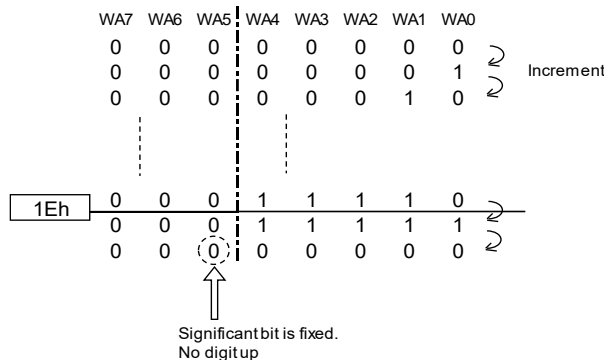 WA7 WA6 WA5 WA4 WA3 WA2 WA1 WA0
0 0 0 0 0 0 0 0
0 0 0 0 0 0 0 1 Increment
0 0 0 0 0 0 1 0
1Eh 0 0 0 1 1 1 1 0
0 0 0 1 1 1 1 1
0 0 0 0 0 0 0 0
Significant bit is fixed.
No digit up